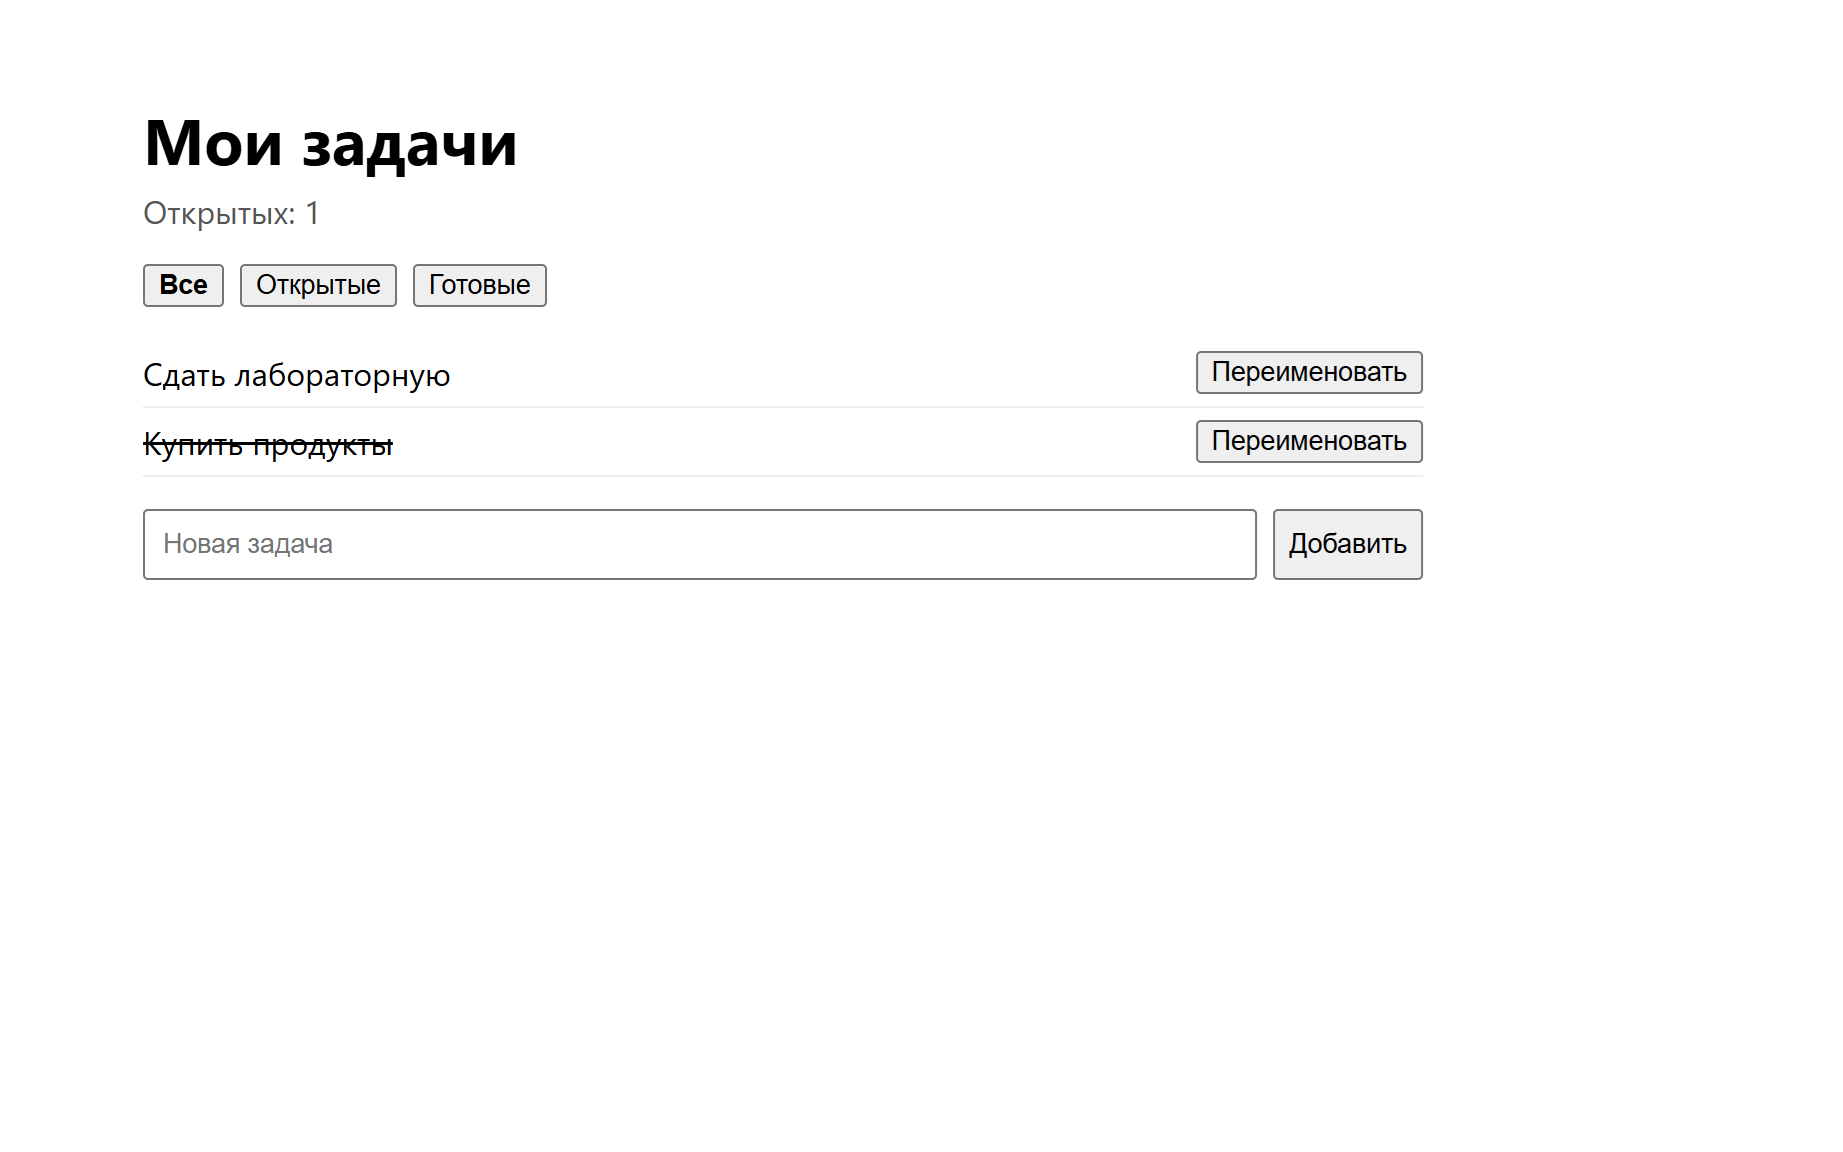 Мои задачи
Открытых: 1
Все Открытые Готовые
Сдать лабораторную Переименовать
Купить продукты Переименовать
Новая задача Добавить